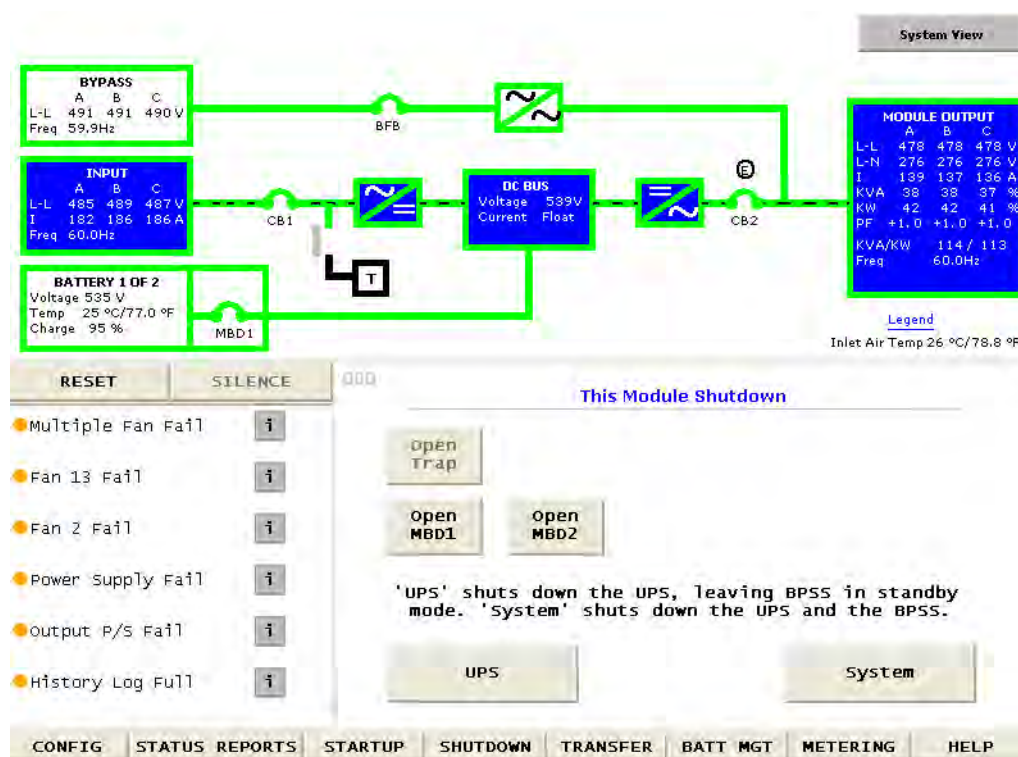 System View
BYPASS
A B C
L-L 491 491 490 V
Freq 59.9Hz
BFB
MODULE OUTPUT
A B C
L-L 478 478 478 V
L-N 276 276 276 V
I 139 137 136 A
KVA 38 38 37 %
KW 42 42 41 %
PF +1.0 +1.0 +1.0
KVA/KW 114 / 113
Freq 60.0Hz
INPUT
A B C
L-L 485 489 487 V
I 182 186 186 A
Freq 60.0Hz
CB1
DC BUS
Voltage 539V
Current Float
E
CB2
T
BATTERY 1 OF 2
Voltage 535 V
Temp 25 ºC/77.0 ºF
Charge 95 %
MBD1
Legend
Inlet Air Temp 26 ºC/78.8 ºF
RESET
SILENCE
This Module Shutdown
Multiple Fan Fail i
Fan 13 Fail i
Fan 2 Fail i
Power Supply Fail i
Output P/S Fail i
History Log Full i
Open
Trap
Open
MBD1
Open
MBD2
'UPS' shuts down the UPS, leaving BPSS in standby
mode. 'System' shuts down the UPS and the BPSS.
UPS
System
CONFIG STATUS REPORTS STARTUP SHUTDOWN TRANSFER BATT MGT METERING HELP